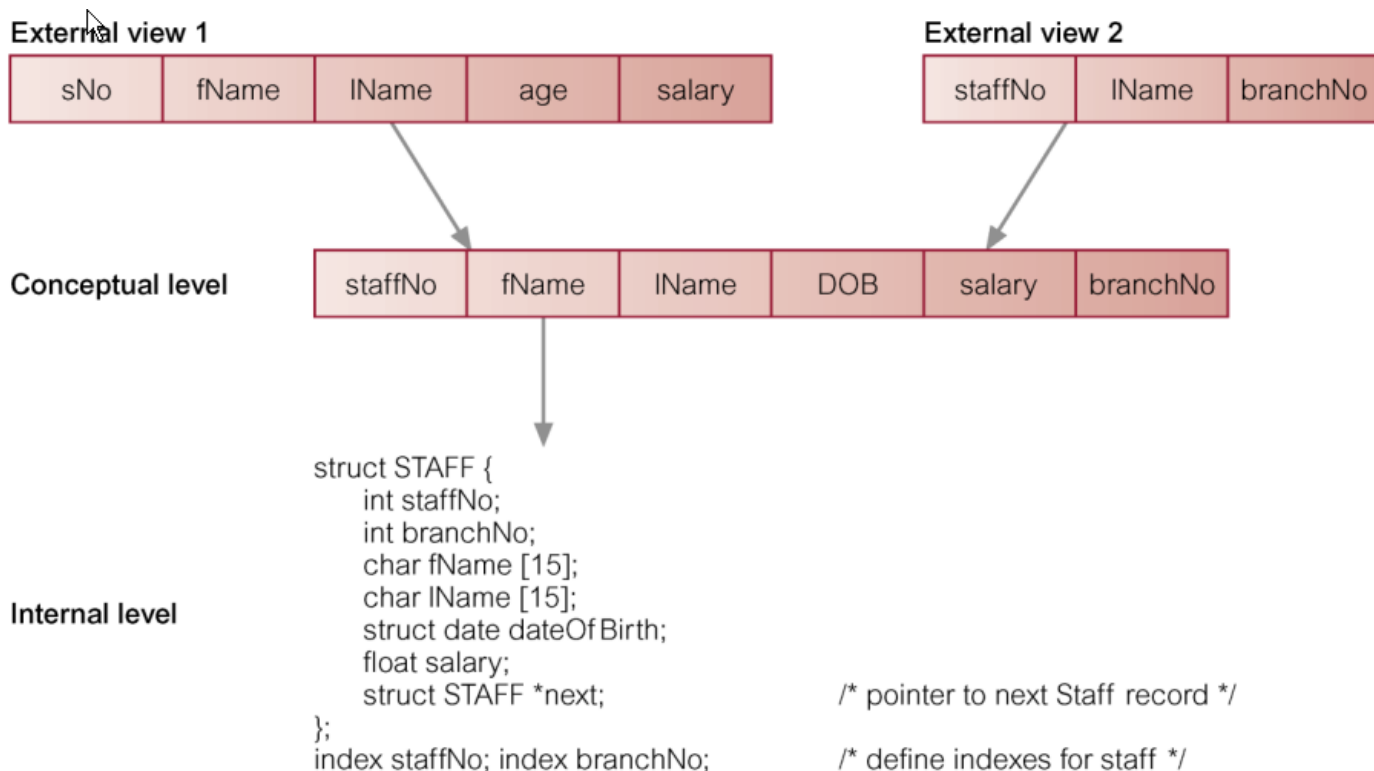 External view 1
External view 2
sNo fName lName age salary
staffNo lName branchNo
Conceptual level
staffNo fName lName DOB salary branchNo
struct STAFF {
int staffNo;
int branchNo;
char fName [15];
char lName [15];
Internal level
struct date dateOfBirth;
float salary;
struct STAFF *next; /* pointer to next Staff record */
};
index staffNo; index branchNo; /* define indexes for staff */